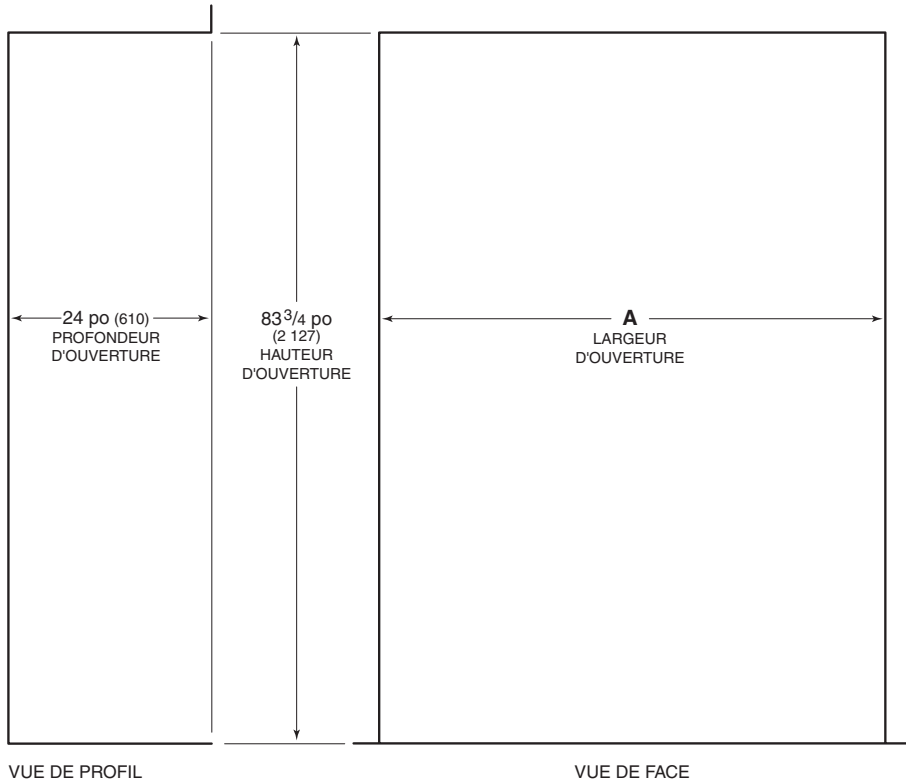 24 po (610)
PROFONDEUR
D'OUVERTURE
83 3/4 po
(2 127)
HAUTEUR
D'OUVERTURE
A
LARGEUR
D'OUVERTURE
VUE DE PROFIL
VUE DE FACE